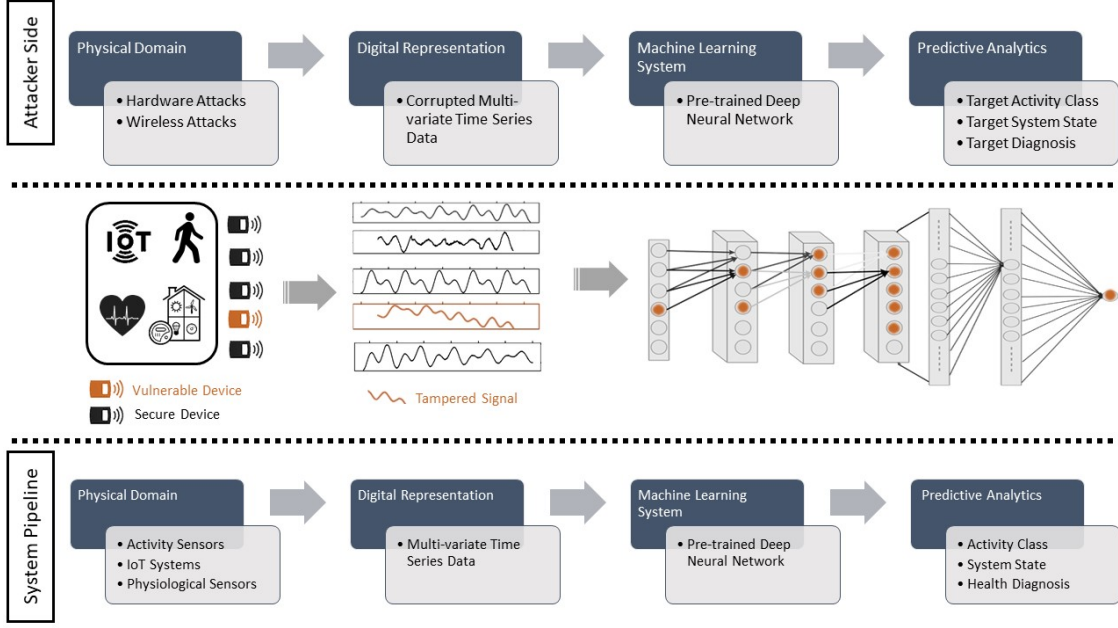 Attacker Side
Physical Domain
• Hardware Attacks
• Wireless Attacks
Digital Representation
• Corrupted Multi-
variate Time Series
Data
Machine Learning
System
• Pre-trained Deep
Neural Network
Predictive Analytics
• Target Activity Class
• Target System State
• Target Diagnosis
IOT
Vulnerable Device
Secure Device
Tampered Signal
System Pipeline
Physical Domain
• Activity Sensors
• IoT Systems
• Physiological Sensors
Digital Representation
• Multi-variate Time
Series Data
Machine Learning
System
• Pre-trained Deep
Neural Network
Predictive Analytics
• Activity Class
• System State
• Health Diagnosis